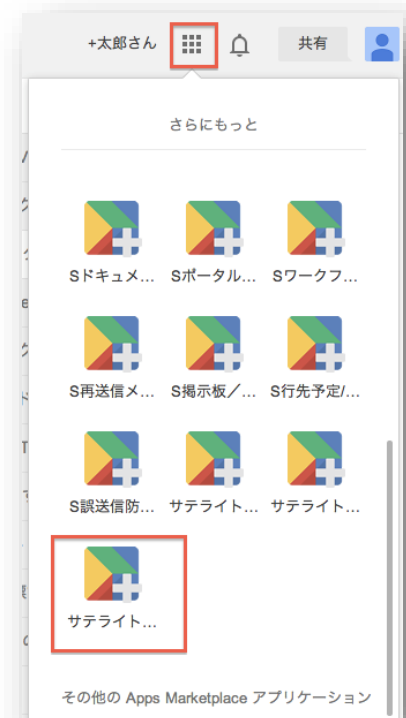 +太郎さん 共有
さらにもっと
Sドキュメ... Sポータル... Sワークフ...
S再送信メ... S掲示板／... S行先予定/...
S誤送信防... サテライト... サテライト...
サテライト...
その他の Apps Marketplace アプリケーション